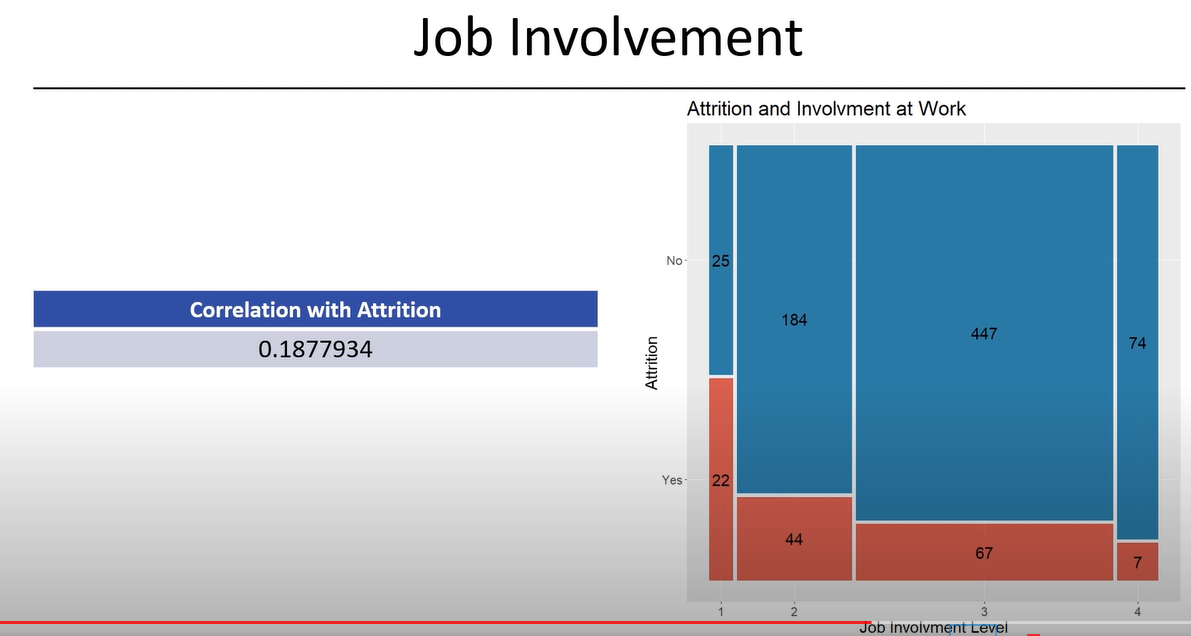 Job Involvement
Correlation with Attrition
0.1877934
Attrition and Involvment at Work
Attrition
No
Yes
25
184
447
74
22
44
67
7
1 2 3 4
Job Involvment Level